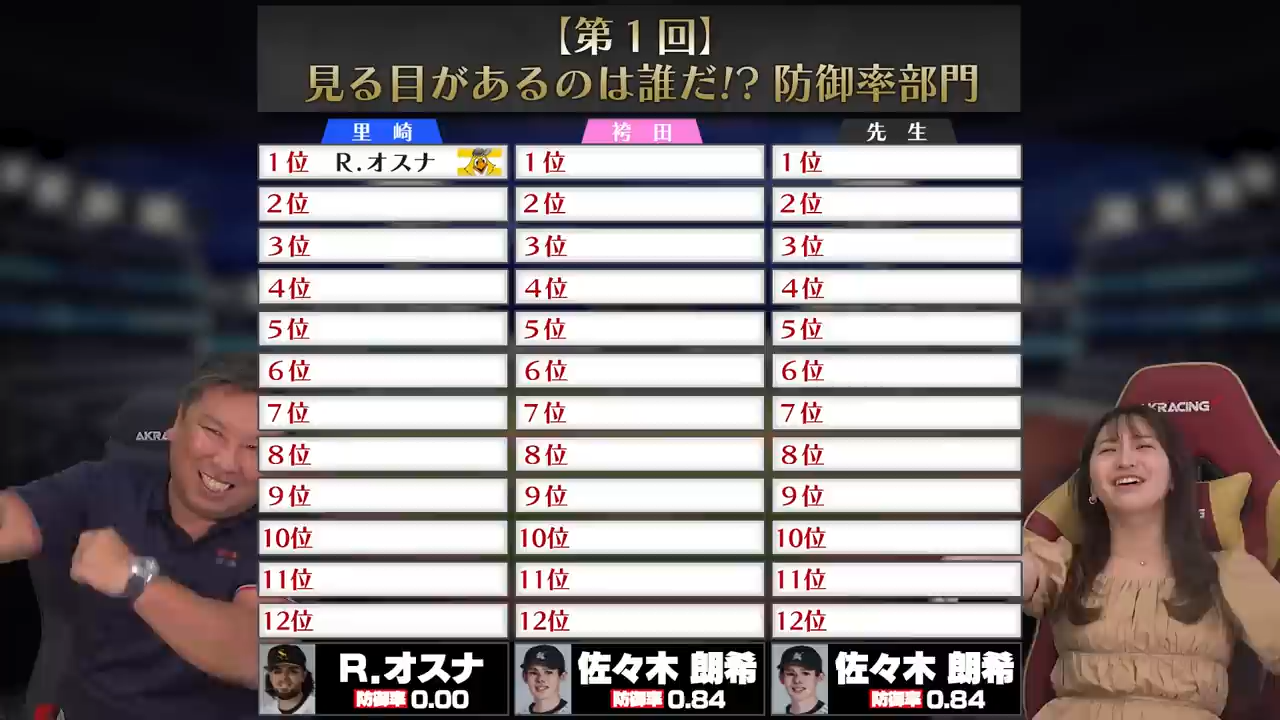 【第1回】
見る目があるのは誰だ!? 防御率部門
里崎 袴田 先生
1位 R.オスナ 1位 1位
2位 2位 2位
3位 3位 3位
4位 4位 4位
5位 5位 5位
6位 6位 6位
7位 7位 7位
8位 8位 8位
9位 9位 9位
10位 10位 10位
11位 11位 11位
12位 12位 12位
AKRA
AKRACING
R.オスナ 佐々木 朗希 佐々木 朗希
防御率 0.00 防御率 0.84 防御率 0.84